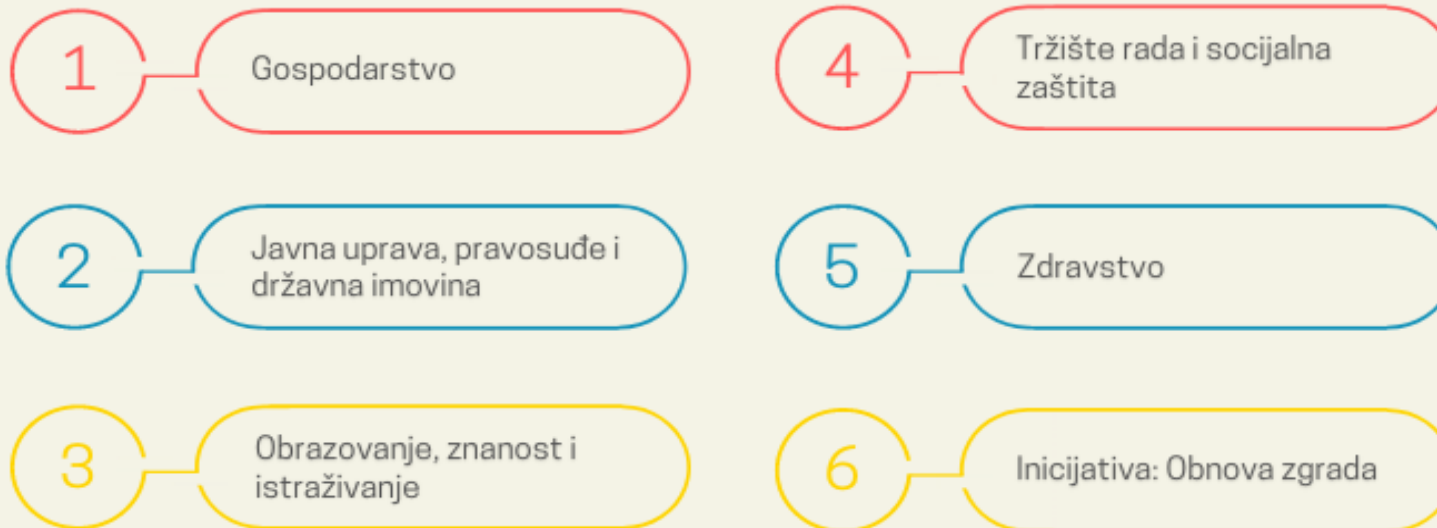 1
Gospodarstvo
2
Javna uprava, pravosuđe i
državna imovina
3
Obrazovanje, znanost i
istraživanje
4
Tržište rada i socijalna
zaštita
5
Zdravstvo
6
Inicijativa: Obnova zgrada